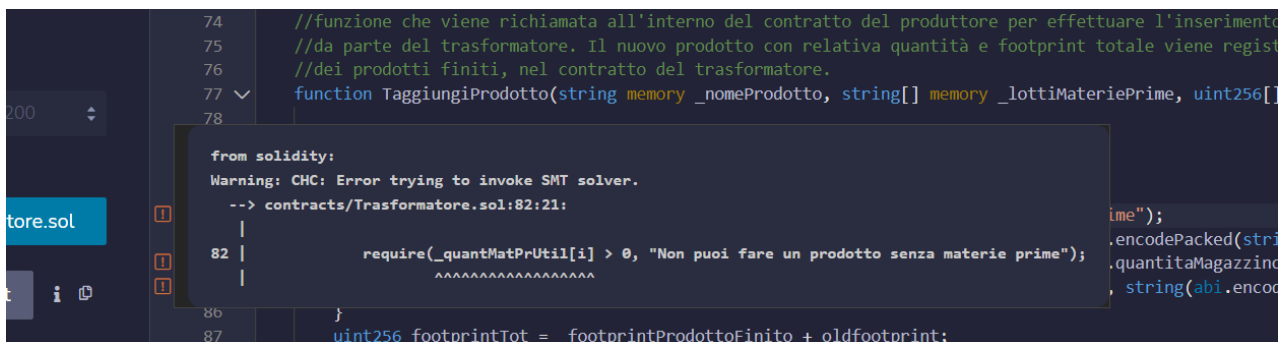 74 //funzione che viene richiamata all'interno del contratto del produttore per effettuare l'inserimento
75 //da parte del trasformatore. Il nuovo prodotto con relativa quantità e footprint totale viene regist
76 //dei prodotti finiti, nel contratto del trasformatore.
200 77 function TaggiungiProdotto(string memory _nomeProdotto, string[] memory _lottiMateriePrime, uint256[]
78
from solidity:
Warning: CHC: Error trying to invoke SMT solver.
--> contracts/Trasformatore.sol:82:21:
|
tore.sol ime");
82 | require(_quantMatPrUtil[i] > 0, "Non puoi fare un prodotto senza materie prime"); .encodePacked(stri
| ^^^^^^^^^^^^^^^^^^ .quantitaMagazzino
t i , string(abi.encod
86 }
87 uint256 footprintTot = footprintProdottoFinito + oldfootprint;